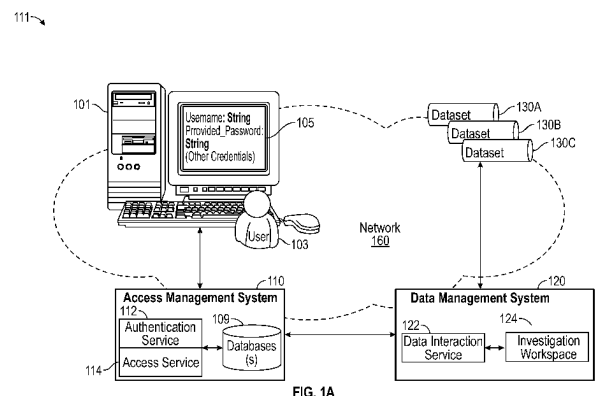 111
101
Username: String
Provided_Password:
String
(Other Credentials)
105
User
103
Dataset
130A
Dataset
130B
Dataset
130C
Network
160
110
Access Management System
112
Authentication
Service
Access Service
114
109
Databases
(s)
120
Data Management System
122
Data Interaction
Service
124
Investigation
Workspace
FIG. 1A